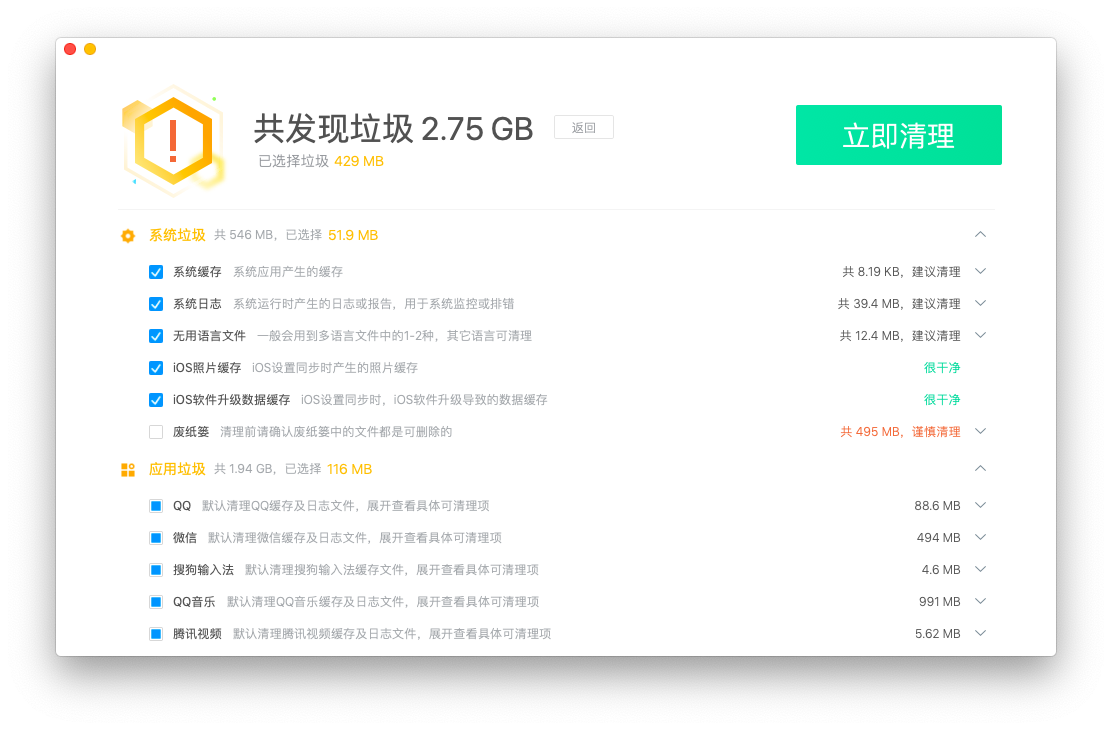 共发现垃圾 2.75 GB 返回 立即清理
已选择垃圾 429 MB
系统垃圾 共 546 MB，已选择 51.9 MB
系统缓存 系统应用产生的缓存 共 8.19 KB，建议清理
系统日志 系统运行时产生的日志或报告，用于系统监控或排错 共 39.4 MB，建议清理
无用语言文件 一般会用到多语言文件中的1-2种，其它语言可清理 共 12.4 MB，建议清理
iOS照片缓存 iOS设置同步时产生的照片缓存 很干净
iOS软件升级数据缓存 iOS设置同步时，iOS软件升级导致的数据缓存 很干净
废纸篓 清理前请确认废纸篓中的文件都是可删除的 共 495 MB，谨慎清理
应用垃圾 共 1.94 GB，已选择 116 MB
QQ 默认清理QQ缓存及日志文件，展开查看具体可清理项 88.6 MB
微信 默认清理微信缓存及日志文件，展开查看具体可清理项 494 MB
搜狗输入法 默认清理搜狗输入法缓存文件，展开查看具体可清理项 4.6 MB
QQ音乐 默认清理QQ音乐缓存及日志文件，展开查看具体可清理项 991 MB
腾讯视频 默认清理腾讯视频缓存及日志文件，展开查看具体可清理项 5.62 MB